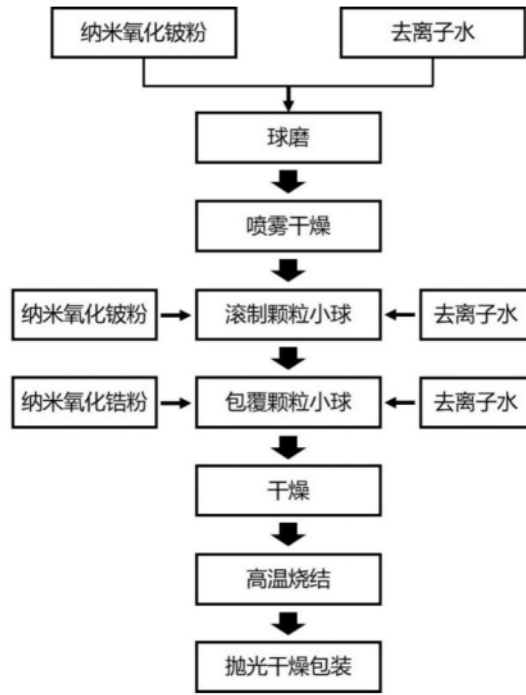 纳米氧化铍粉
去离子水
球磨
喷雾干燥
纳米氧化铍粉
滚制颗粒小球
去离子水
纳米氧化锆粉
包覆颗粒小球
去离子水
干燥
高温烧结
抛光干燥包装